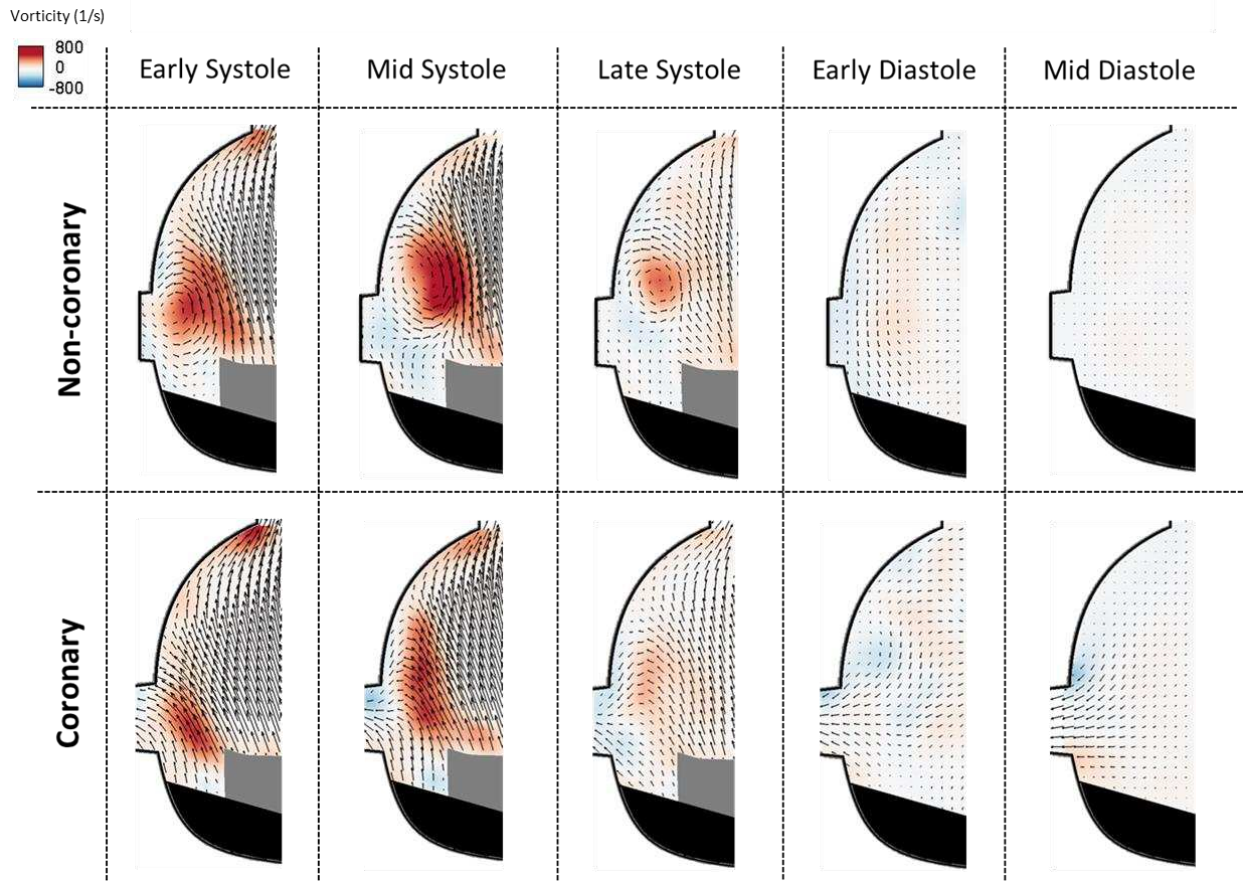 Vorticity (1/s)
800
0
-800
Early Systole
Mid Systole
Late Systole
Early Diastole
Mid Diastole
Non-coronary
Coronary